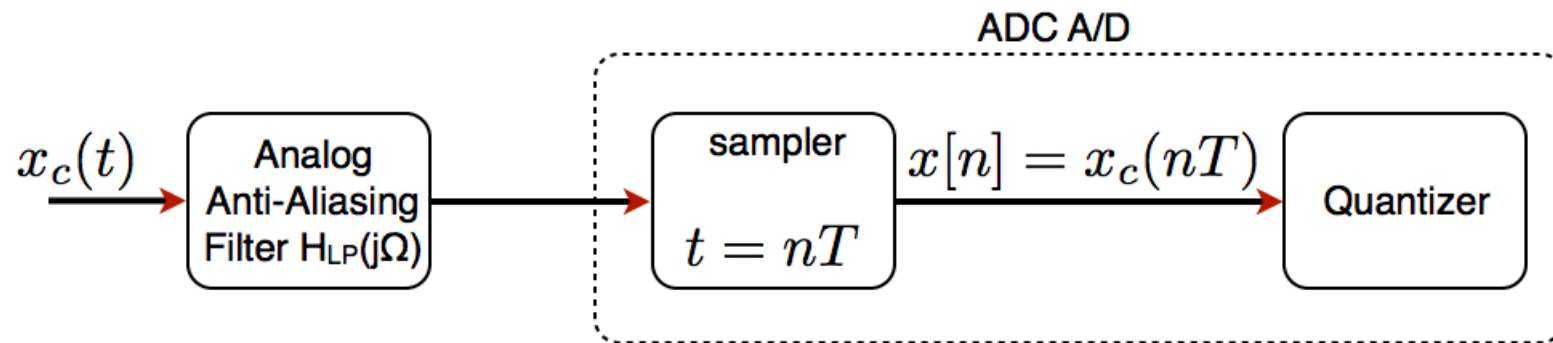 ADC A/D
x_c(t)
Analog
Anti-Aliasing
Filter H_LP(jΩ)
sampler
t = nT
x[n] = x_c(nT)
Quantizer